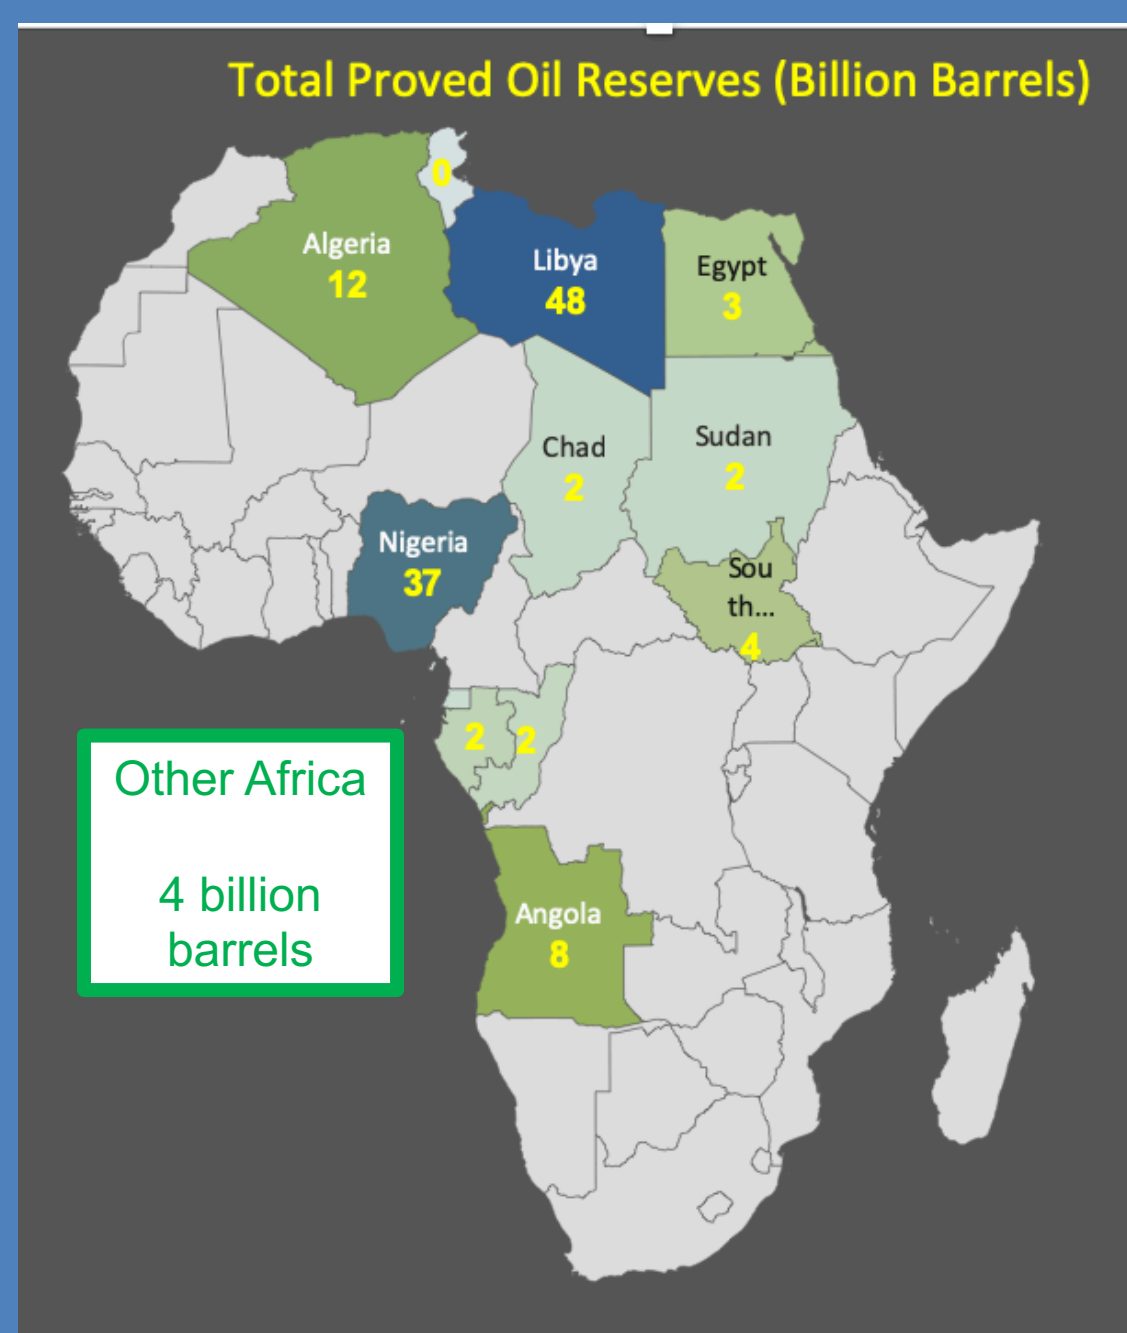 Total Proved Oil Reserves (Billion Barrels)
0
Algeria
12
Libya
48
Egypt
3
Chad
2
Sudan
2
Nigeria
37
Sou
th...
4
2
2
Other Africa
4 billion
barrels
Angola
8